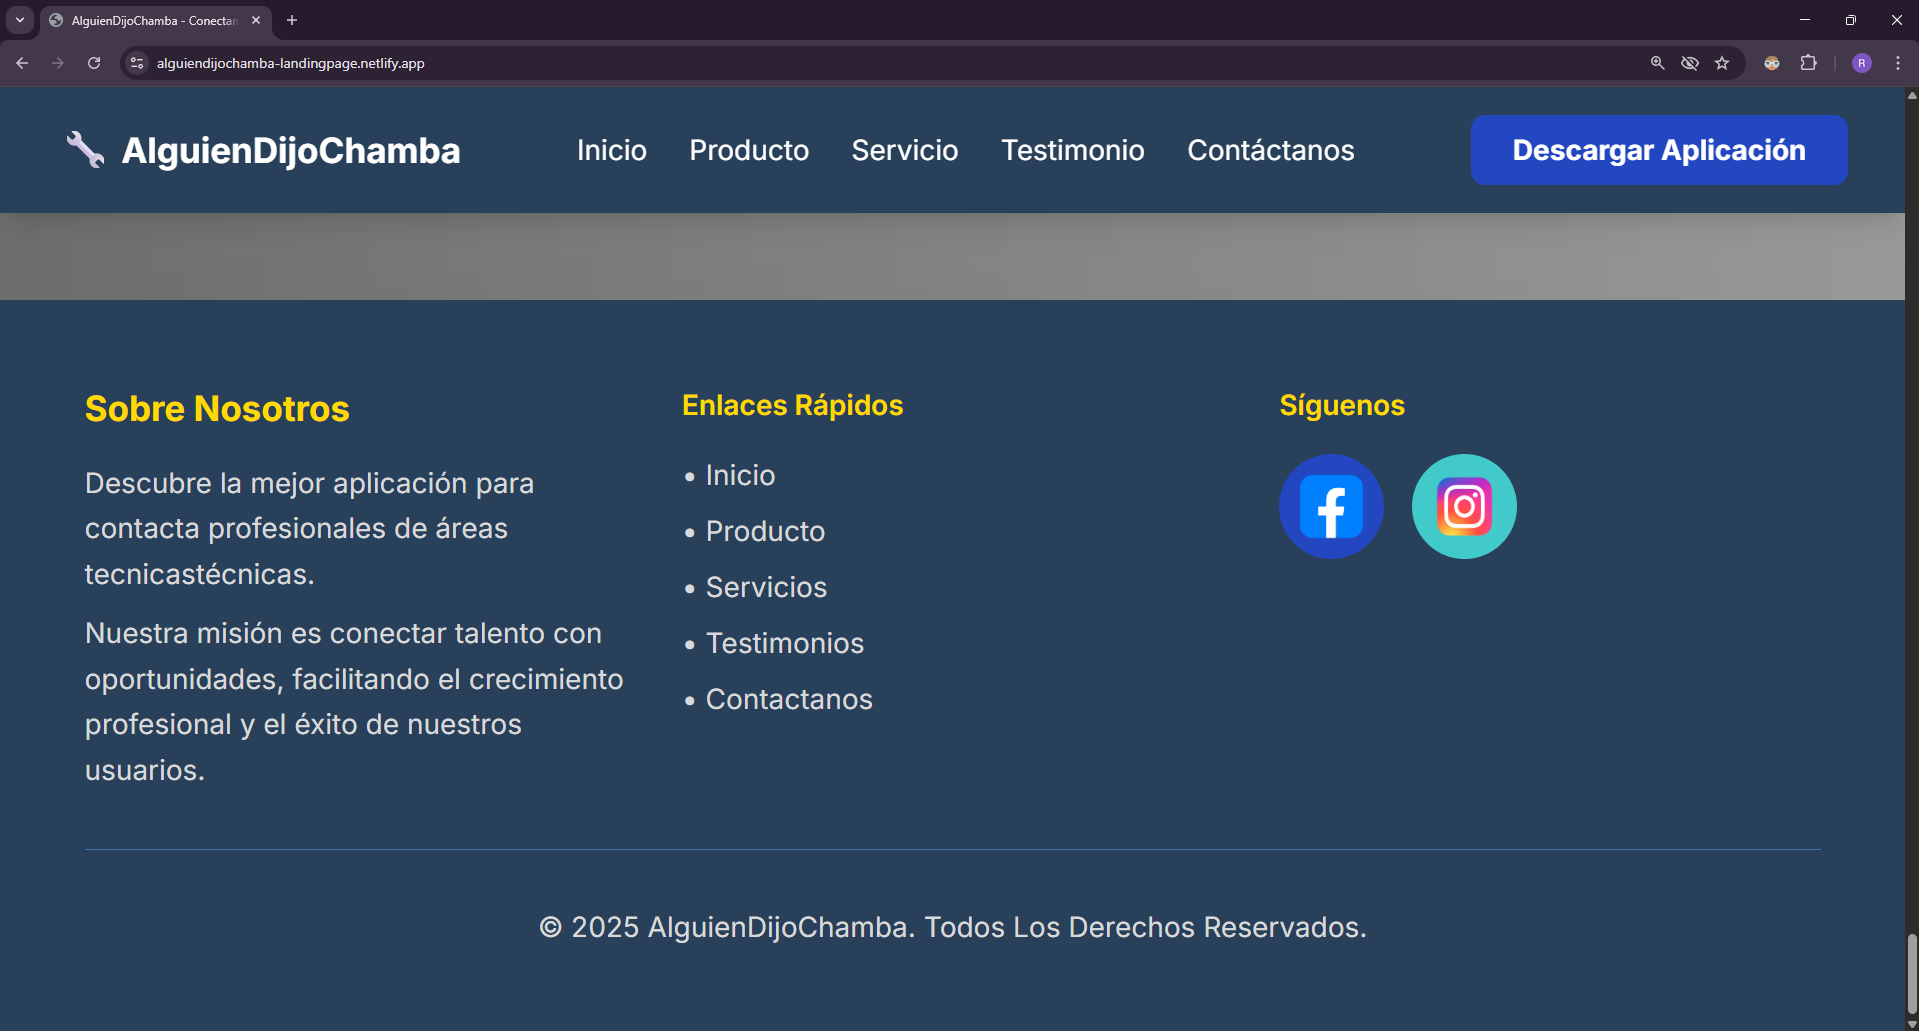 AlguienDijoChamba - Conectan
alguiendijochamba-landingpage.netlify.app
R
AlguienDijoChamba
Inicio
Producto
Servicio
Testimonio
Contáctanos
Descargar Aplicación
Sobre Nosotros
Descubre la mejor aplicación para
contacta profesionales de áreas
tecnicastécnicas.
Nuestra misión es conectar talento con
oportunidades, facilitando el crecimiento
profesional y el éxito de nuestros
usuarios.
Enlaces Rápidos
• Inicio
• Producto
• Servicios
• Testimonios
• Contactanos
Síguenos
© 2025 AlguienDijoChamba. Todos Los Derechos Reservados.